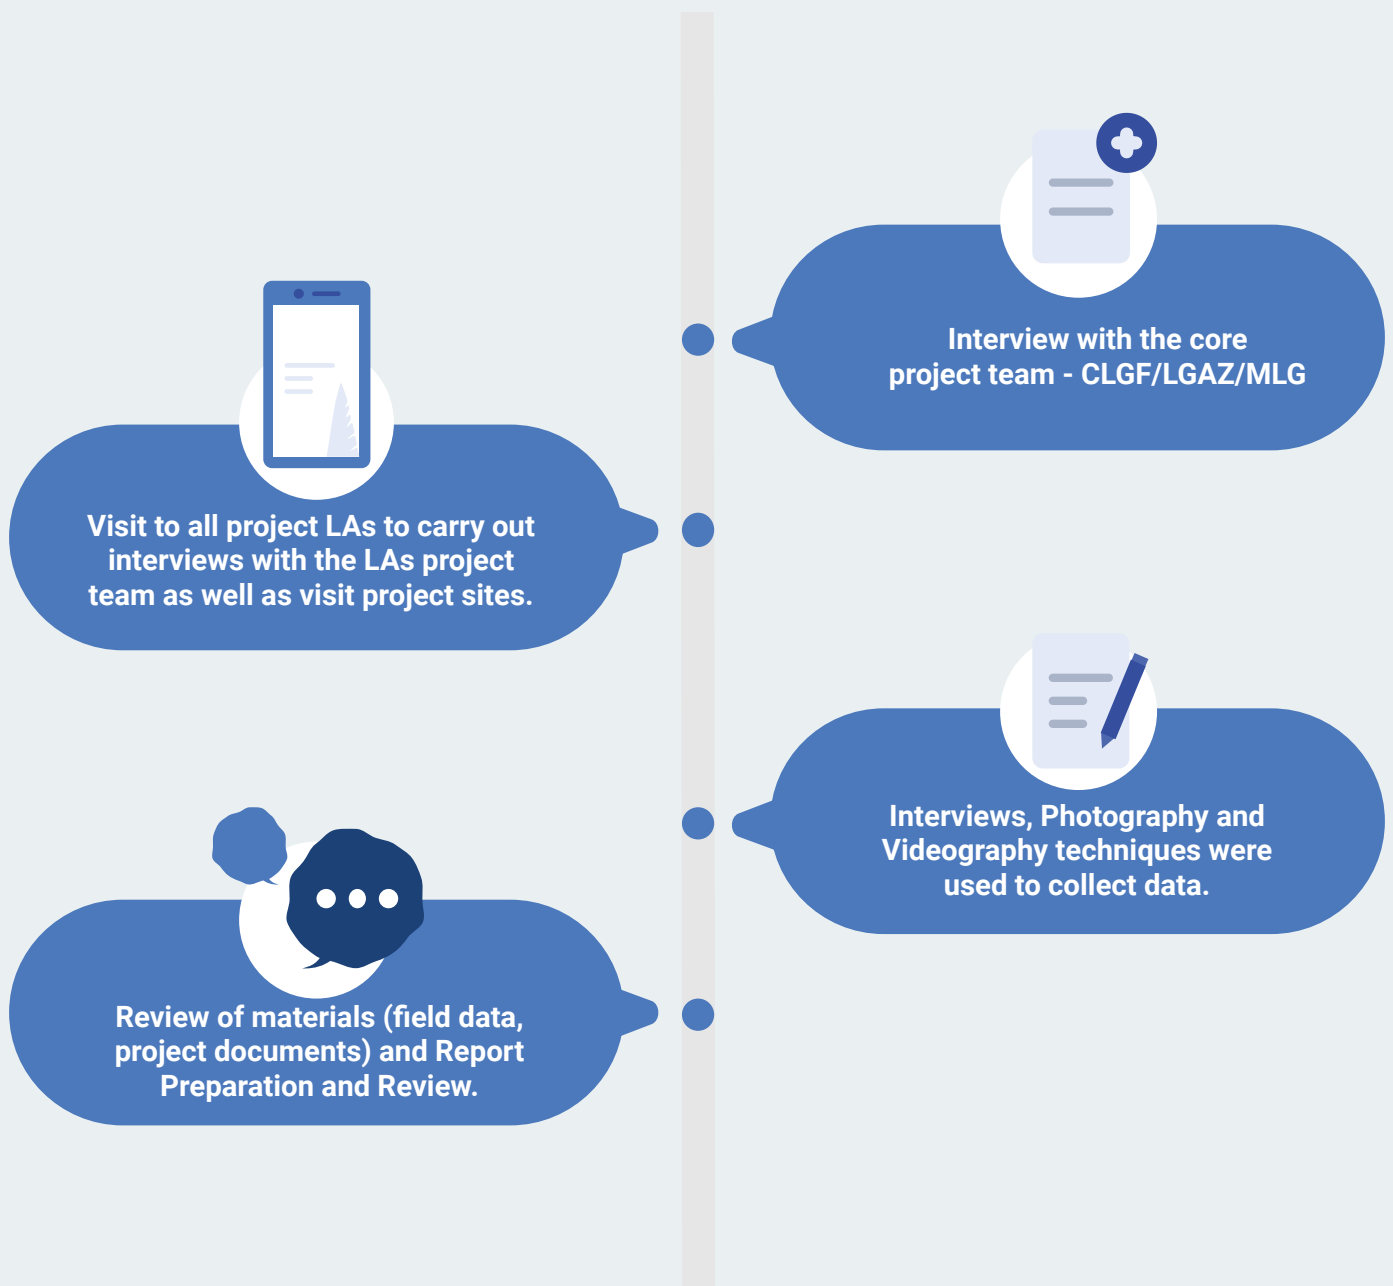 Interview with the core
project team - CLGF/LGAZ/MLG
Visit to all project LAs to carry out
interviews with the LAs project
team as well as visit project sites.
Interviews, Photography and
Videography techniques were
used to collect data.
Review of materials (field data,
project documents) and Report
Preparation and Review.